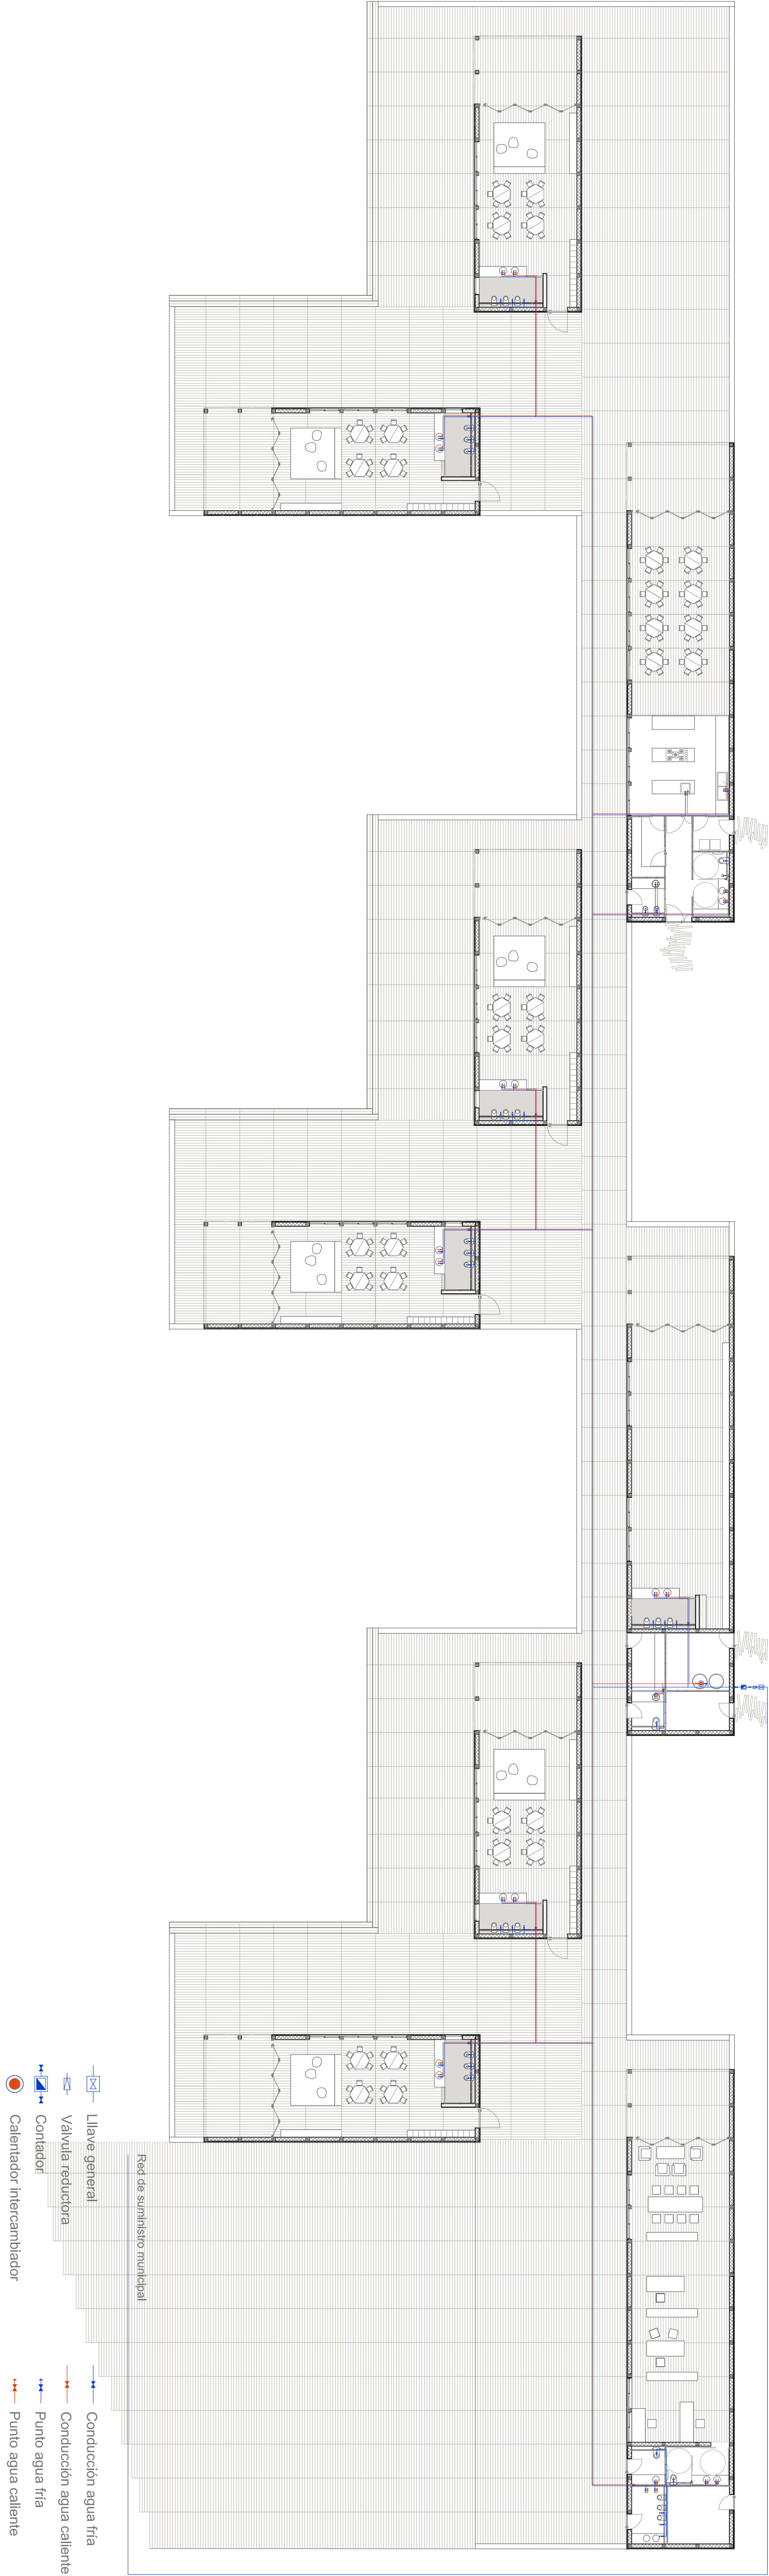 Red de suministro municipal
Lllave general
Válvula reductora
Contador
Calentador intercambiador
Conducción agua fría
Conducción agua caliente
Punto agua fría
Punto agua caliente